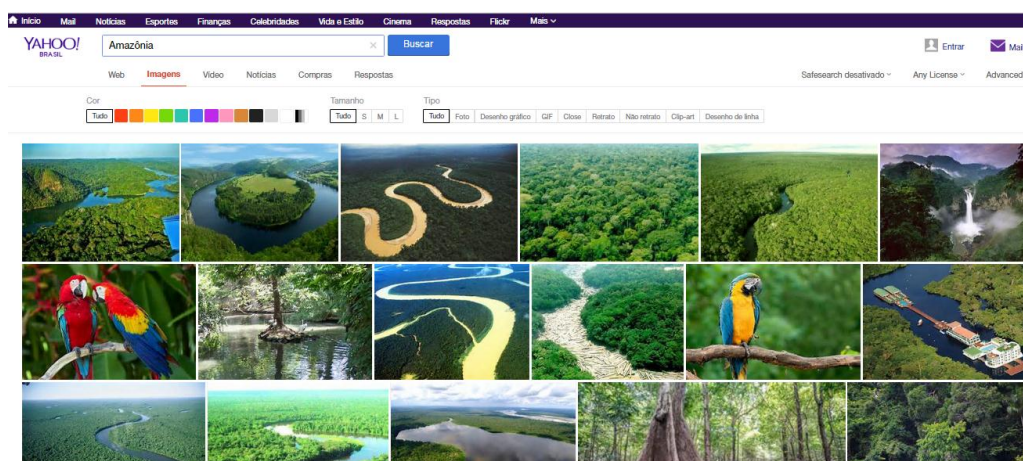 Início Mail Notícias Esportes Finanças Celebridades Vida e Estilo Cinema Respostas Flickr Mais
YAHOO!
BRASIL
Amazônia × Buscar
Entrar Mail
Web Imagens Vídeo Notícias Compras Respostas
Safesearch desativado Any License Advanced
Cor Tamanho Tipo
Tudo Tudo S M L Tudo Foto Desenho gráfico GIF Close Retrato Não retrato Clip-art Desenho de linha